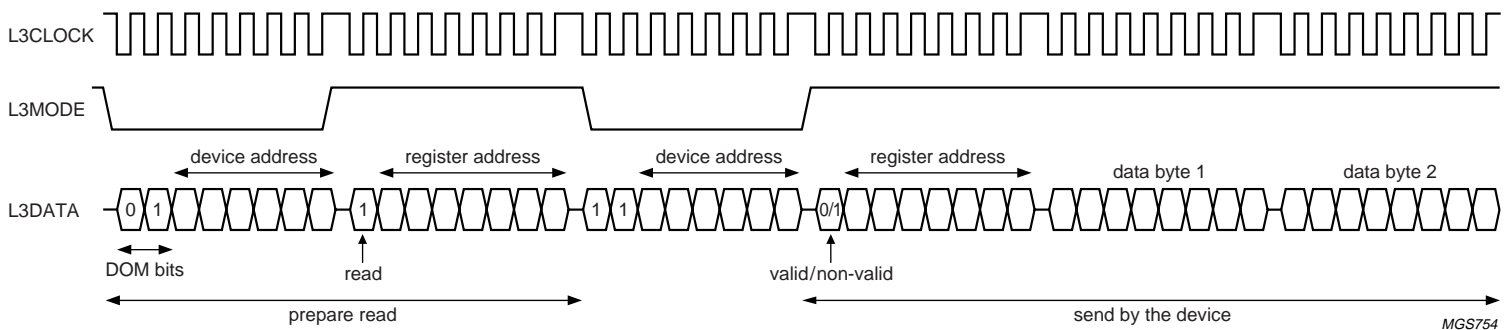 L3CLOCK
L3MODE
device address register address device address register address data byte 1 data byte 2
L3DATA 0 1 1 1 1 0/1
DOM bits read valid/non-valid
prepare read send by the device
MGS754